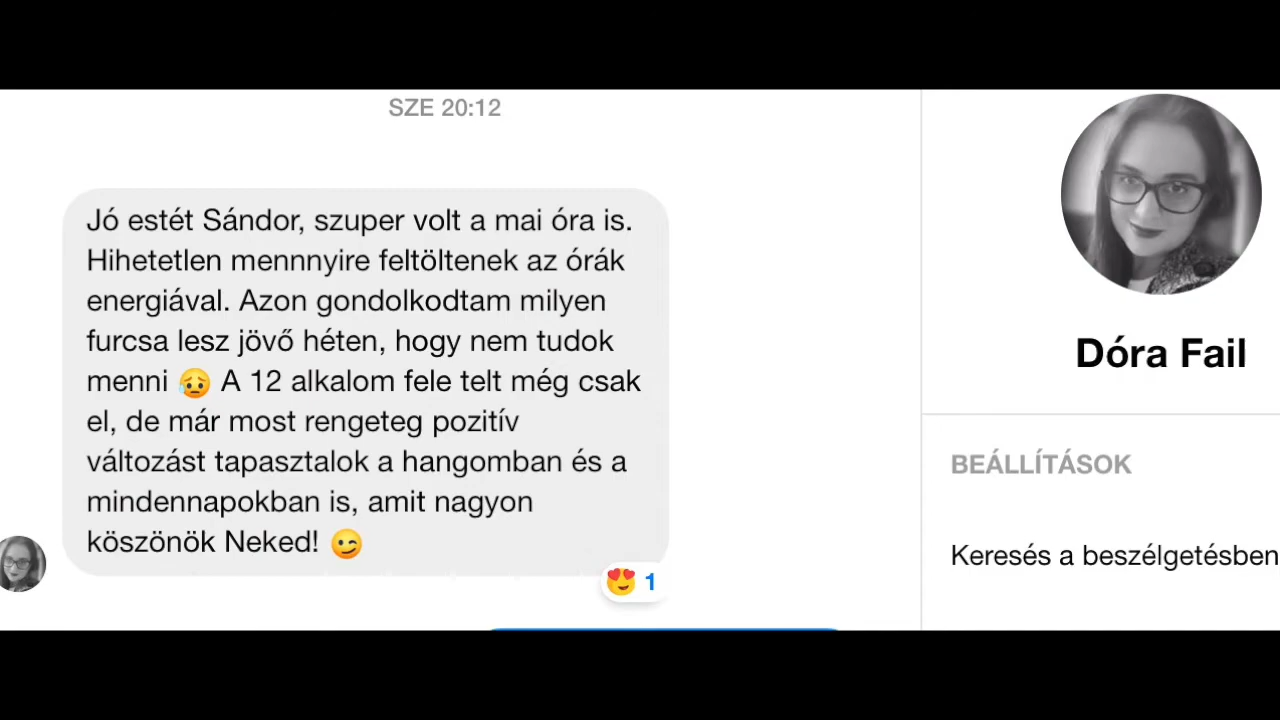 SZE 20:12
Jó estét Sándor, szuper volt a mai óra is.
Hihetetlen mennnyire feltöltenek az órák
energiával. Azon gondolkodtam milyen
furcsa lesz jövő héten, hogy nem tudok
menni 😥 A 12 alkalom fele telt még csak
el, de már most rengeteg pozitív
változást tapasztalok a hangomban és a
mindennapokban is, amit nagyon
köszönök Neked! 😉
😍 1
Dóra Fail
BEÁLLÍTÁSOK
Keresés a beszélgetésben